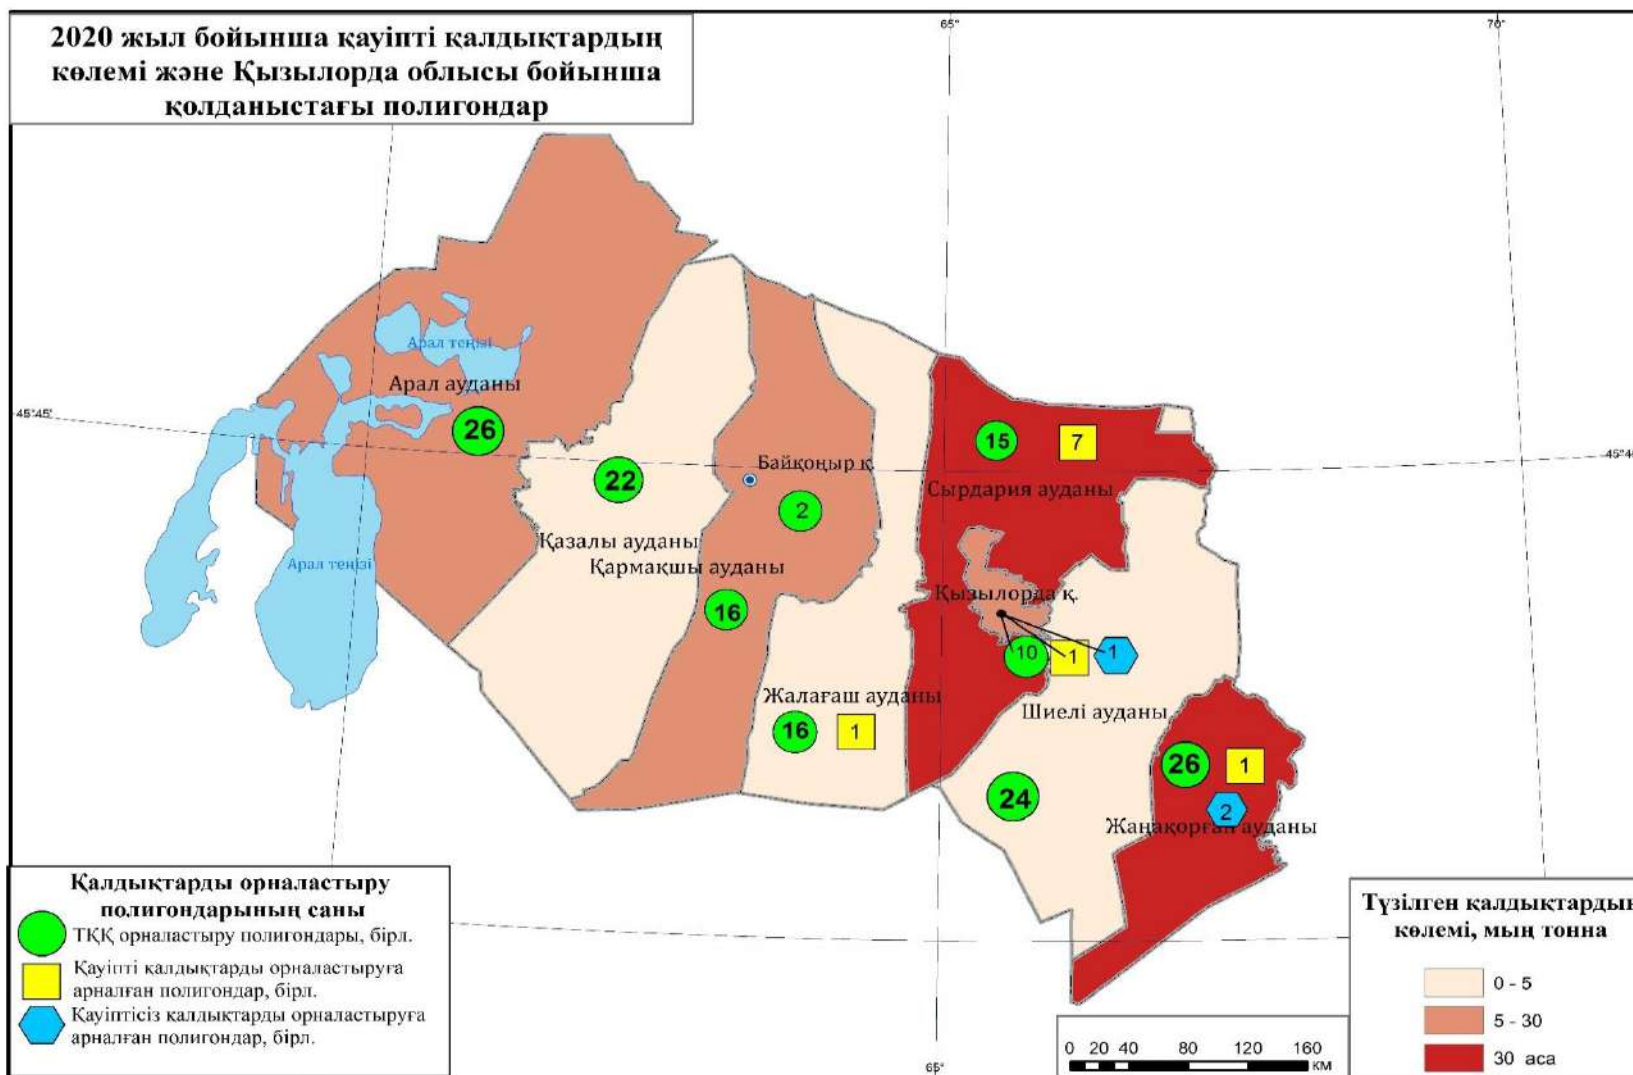 2020 жыл бойынша қауіпті қалдықтардың
көлемі және Қызылорда облысы бойынша
қолданыстағы полигондар
65°
70°
45°45'
Арал теңізі
Арал ауданы
26
22
Байқоңыр қ.
2
15
7
Сырдария ауданы
Қазалы ауданы
Қармақшы ауданы
16
Арал теңізі
Қызылорда қ.
10
1
1
Жалағаш ауданы
16
1
Шиелі ауданы
24
26
1
2
Жаңақорған ауданы
Қалдықтарды орналастыру
полигондарының саны
ТҚҚ орналастыру полигондары, бірл.
Қауіпті қалдықтарды орналастыруға
арналған полигондар, бірл.
Қауіптісіз қалдықтарды орналастыруға
арналған полигондар, бірл.
Түзілген қалдықтардың
көлемі, мың тонна
0 - 5
5 - 30
30 аса
0 20 40 80 120 160
км
65°